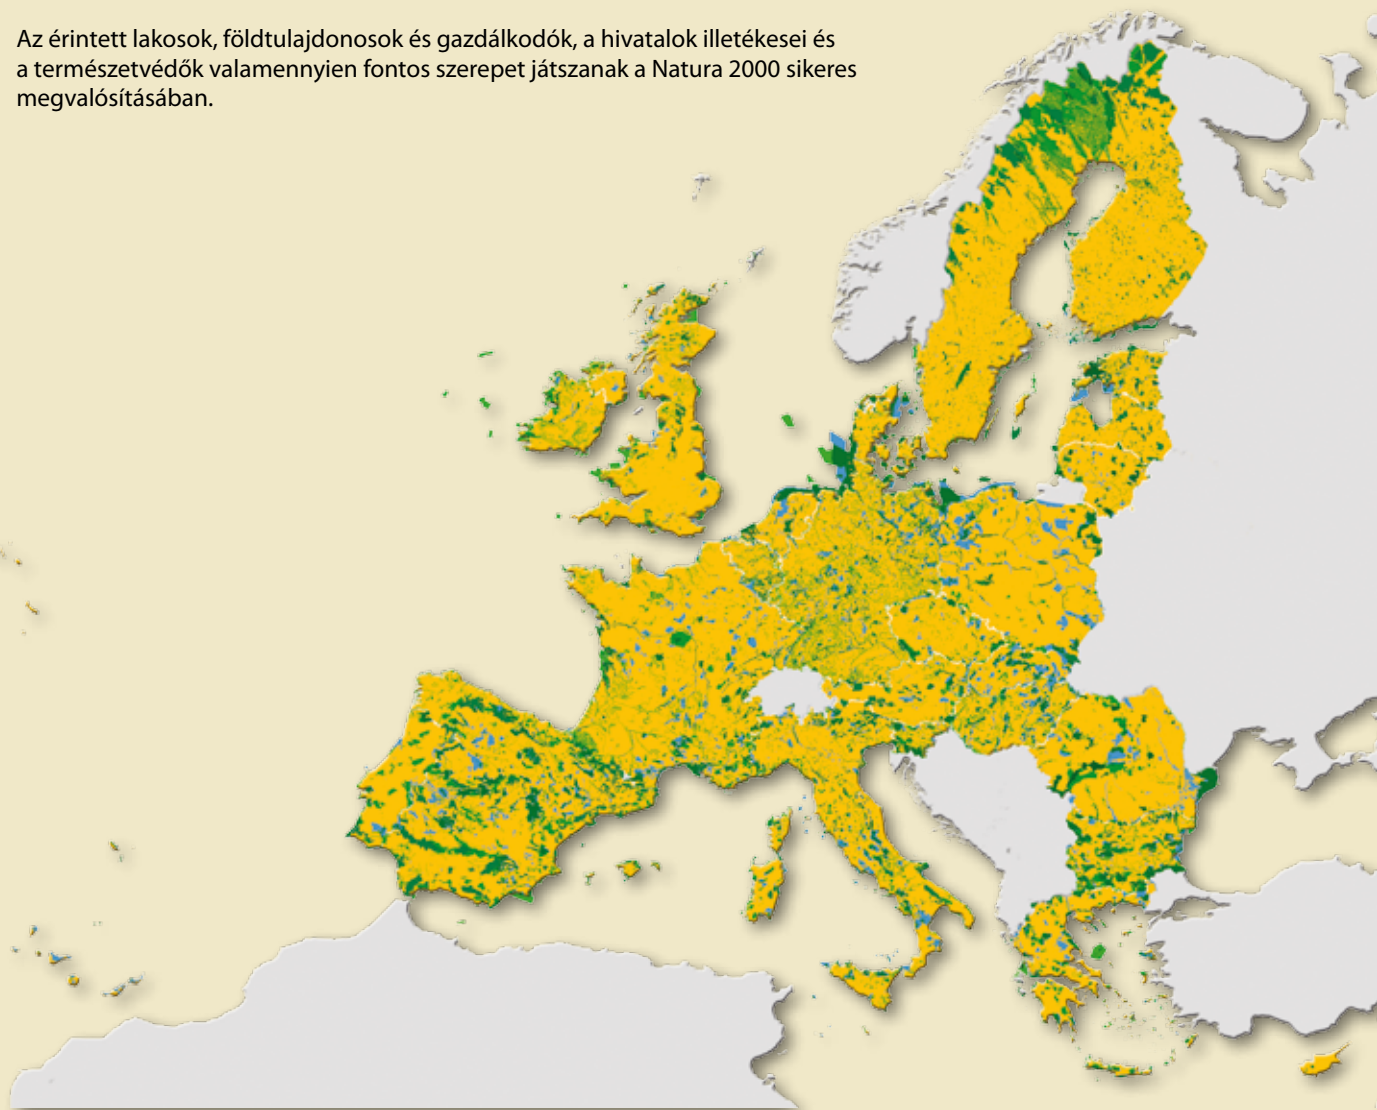 Az érintett lakosok, földtulajdonosok és gazdálkodók, a hivatalok illetékesei és
a természetvédők valamennyien fontos szerepet játszanak a Natura 2000 sikeres
megvalósításában.